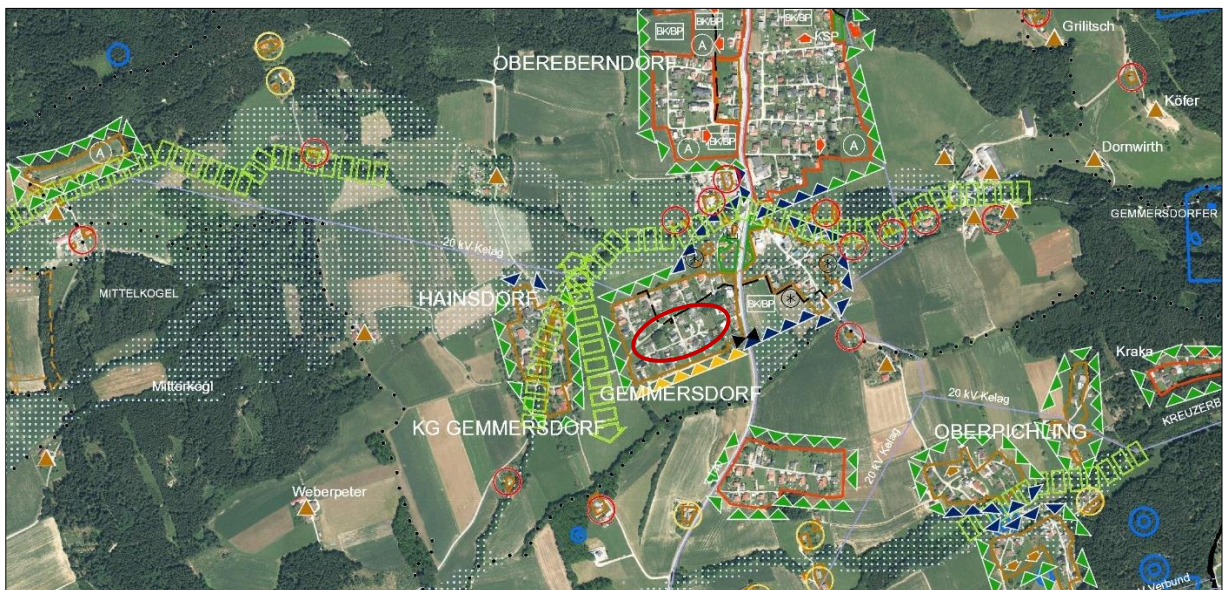 BK/BP
BK/BP
KSP
Grilitsch
A
OBEREBERNDORF
Köfer
A
BK/BP
A
A
Dornwirth
GEMMERSDORFER
20 kV Kelag
MITTELKOGEL
HAINSDORF
BK/BP
Mitterkogl
Kraka
GEMMERSDORF
20 kV Kelag
KREUZERB
KG GEMMERSDORF
OBERPICHLING
20 kV Kelag
Weberpeter
V Verbund